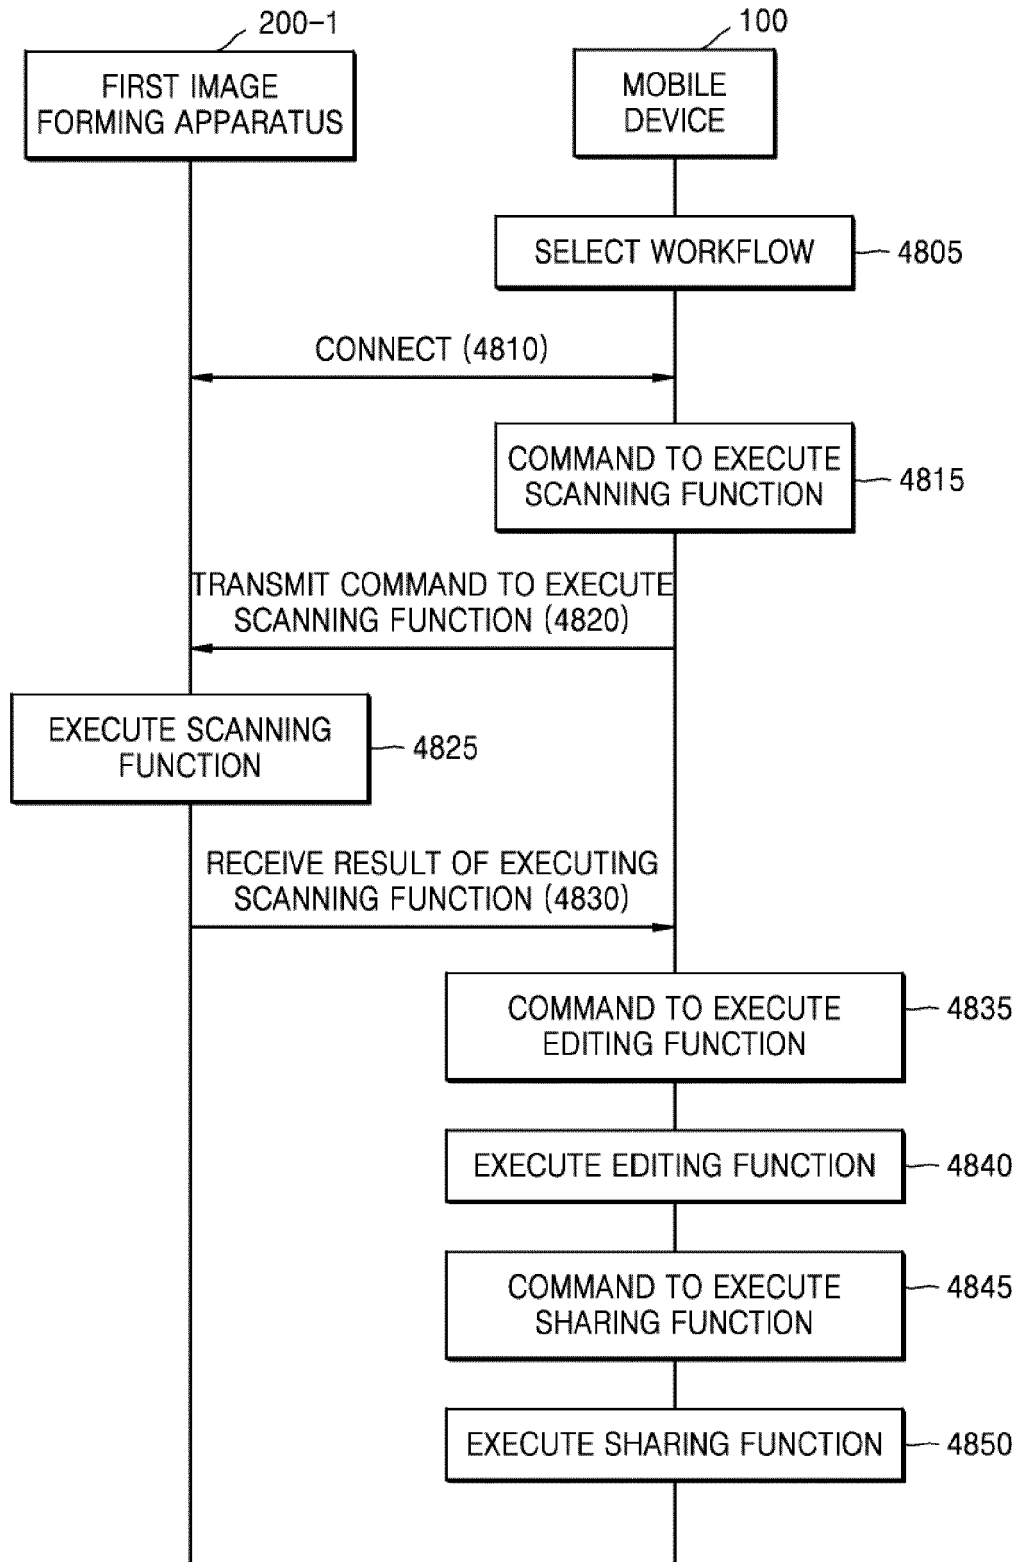 200-1
100
FIRST IMAGE
FORMING APPARATUS
MOBILE
DEVICE
SELECT WORKFLOW
4805
CONNECT (4810)
COMMAND TO EXECUTE
SCANNING FUNCTION
4815
TRANSMIT COMMAND TO EXECUTE
SCANNING FUNCTION (4820)
EXECUTE SCANNING
FUNCTION
4825
RECEIVE RESULT OF EXECUTING
SCANNING FUNCTION (4830)
COMMAND TO EXECUTE
EDITING FUNCTION
4835
EXECUTE EDITING FUNCTION
4840
COMMAND TO EXECUTE
SHARING FUNCTION
4845
EXECUTE SHARING FUNCTION
4850